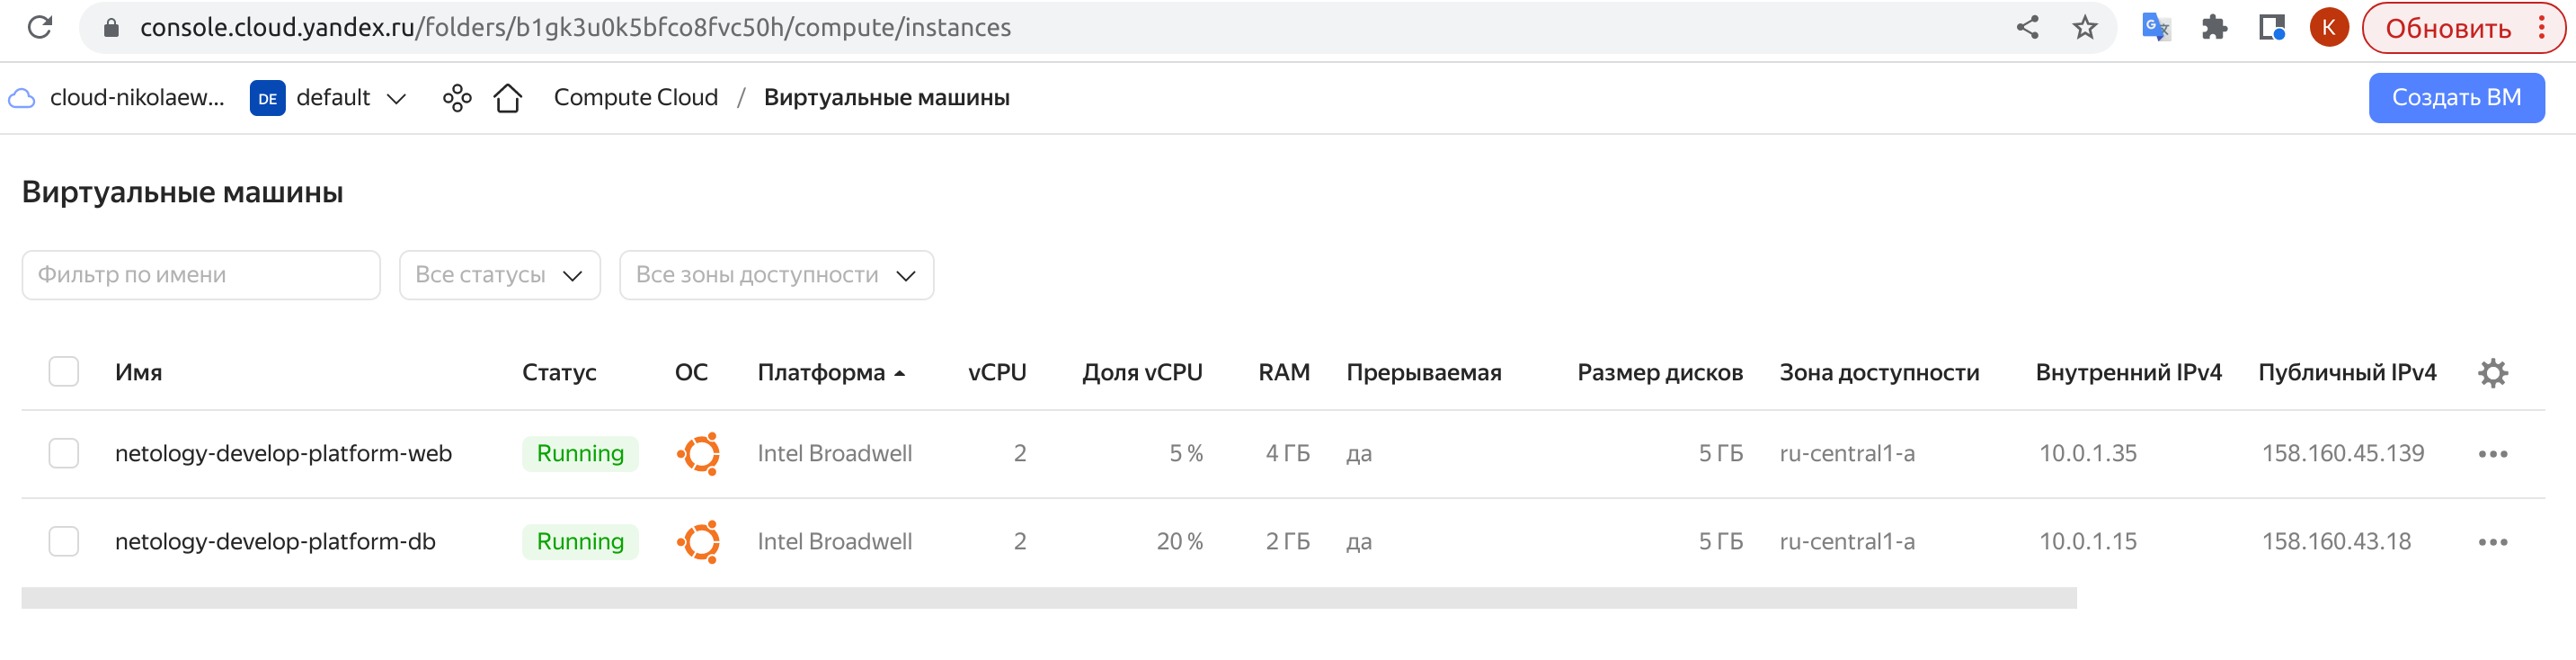 console.cloud.yandex.ru/folders/b1gk3u0k5bfco8fvc50h/compute/instances K Обновить
cloud-nikolaew... DE default Compute Cloud / Виртуальные машины Создать ВМ
Виртуальные машины
Фильтр по имени Все статусы Все зоны доступности
Имя Статус ОС Платформа vCPU Доля vCPU RAM Прерываемая Размер дисков Зона доступности Внутренний IPv4 Публичный IPv4
netology-develop-platform-web Running Intel Broadwell 2 5 % 4 ГБ да 5 ГБ ru-central1-a 10.0.1.35 158.160.45.139
netology-develop-platform-db Running Intel Broadwell 2 20 % 2 ГБ да 5 ГБ ru-central1-a 10.0.1.15 158.160.43.18